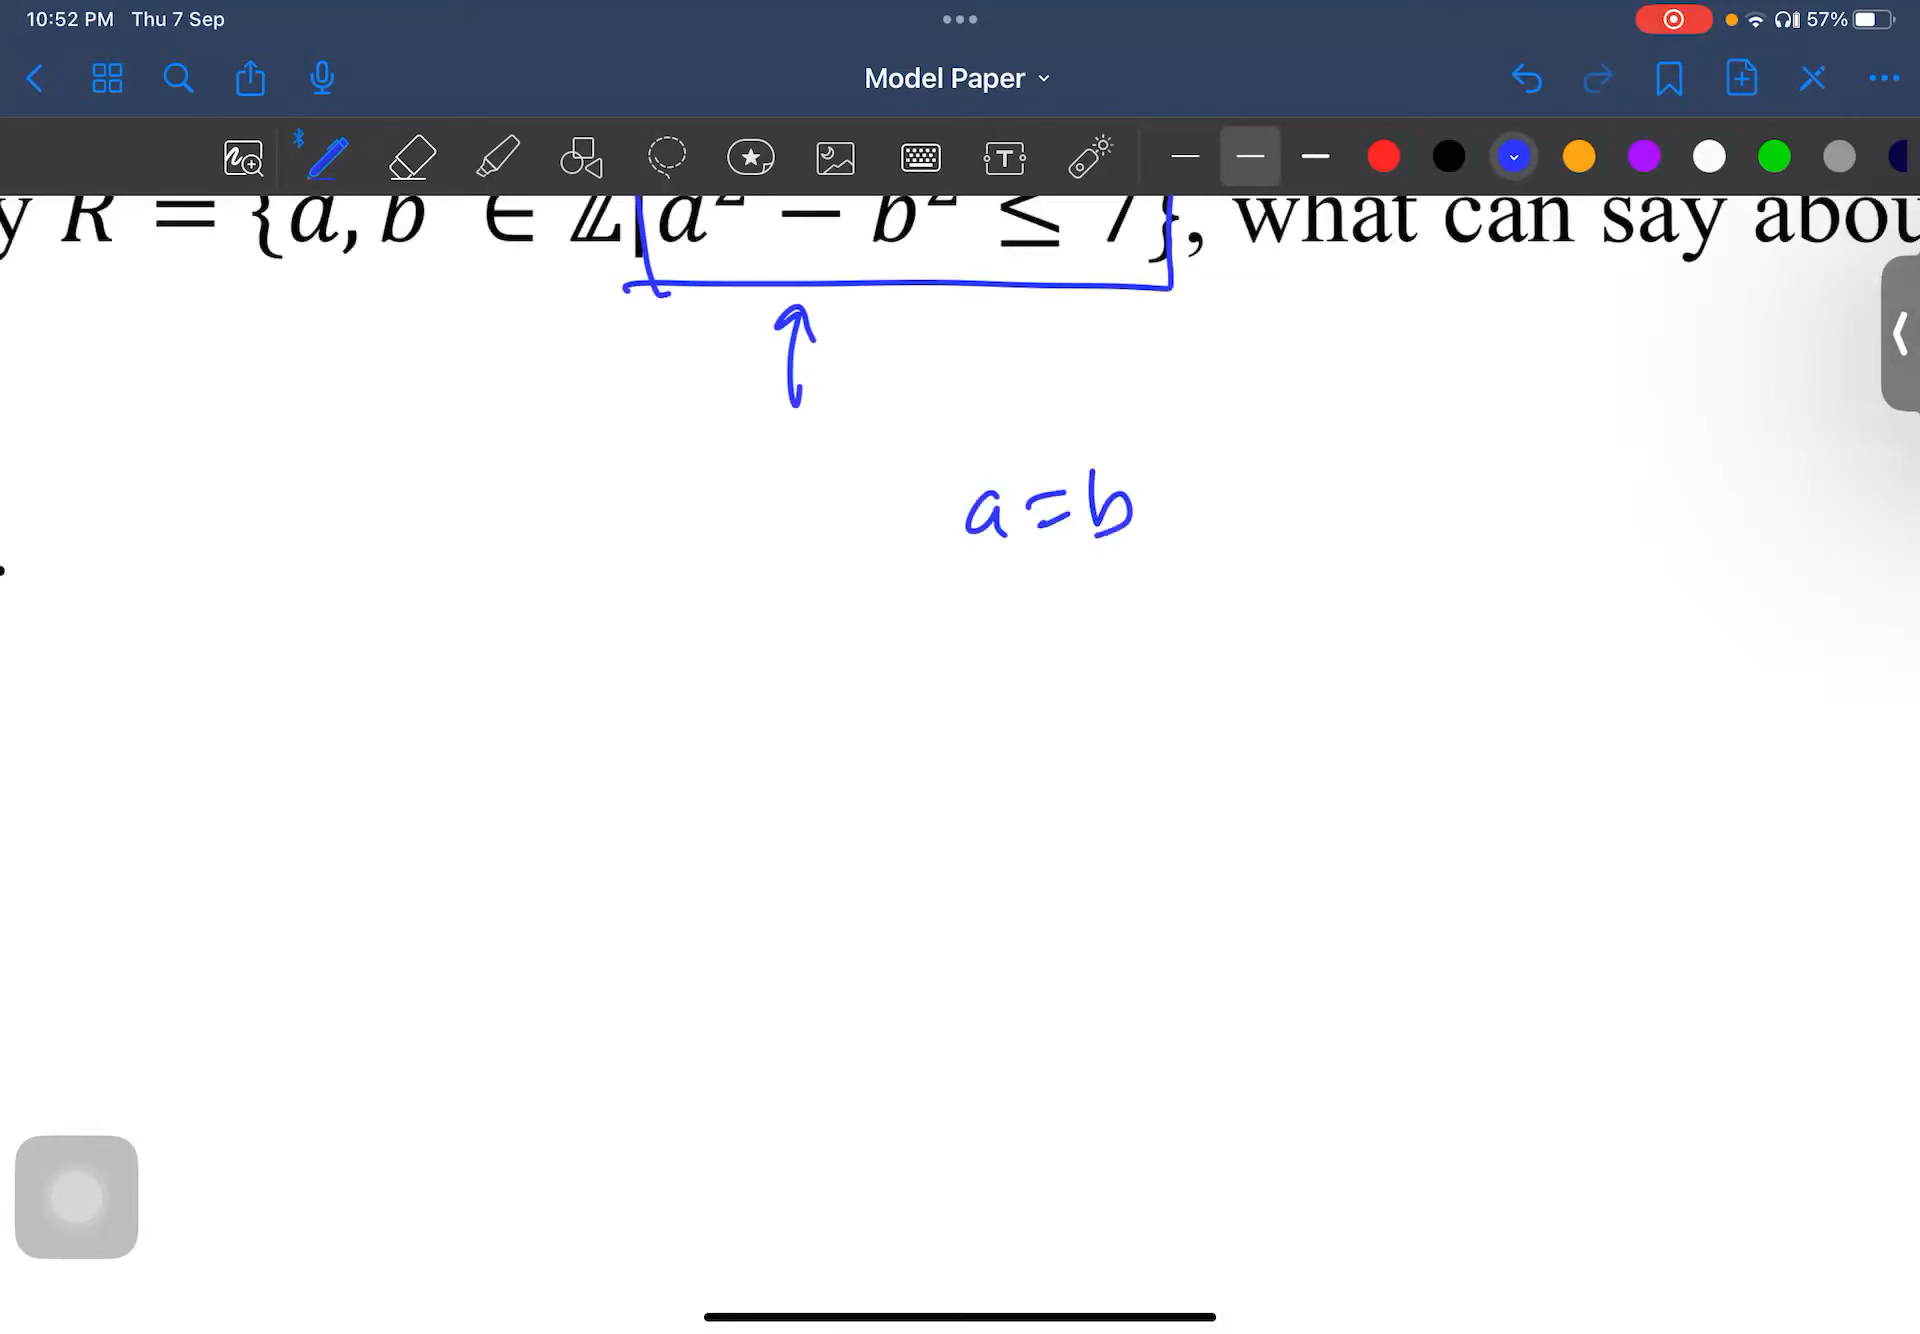 10:52 PM Thu 7 Sep
57%
Model Paper
T
y R = {a, b ∈ ℤ|a² − b² ≤ 7}, what can say abou
a=b
.